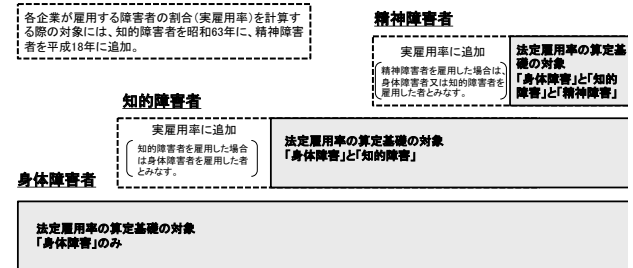 各企業が雇用する障害者の割合(実雇用率)を計算す
る際の対象には、知的障害者を昭和63年に、精神障害
者を平成18年に追加。
精神障害者
実雇用率に追加
精神障害者を雇用した場合は、
身体障害者又は知的障害者を
雇用した者とみなす。
法定雇用率の算定基
礎の対象
「身体障害」と「知的
障害」と「精神障害」
知的障害者
実雇用率に追加
知的障害者を雇用した場合
は身体障害者を雇用した者
とみなす。
法定雇用率の算定基礎の対象
「身体障害」と「知的障害」
身体障害者
法定雇用率の算定基礎の対象
「身体障害」のみ